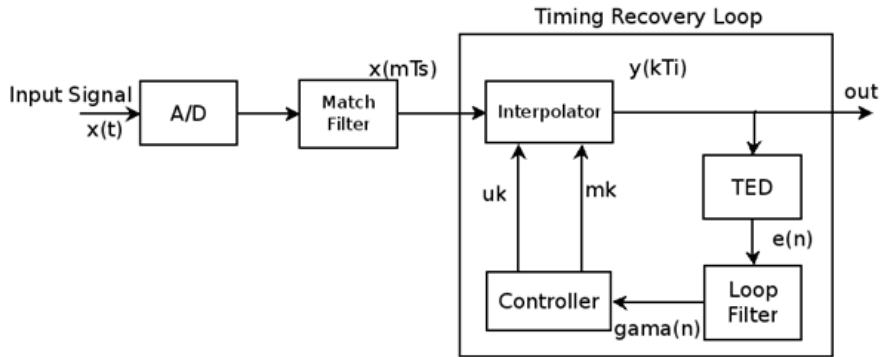 Timing Recovery Loop
Input Signal
x(t)
A/D
Match
Filter
x(mTs)
Interpolator
y(kTi)
out
uk
mk
TED
e(n)
Controller
gama(n)
Loop
Filter